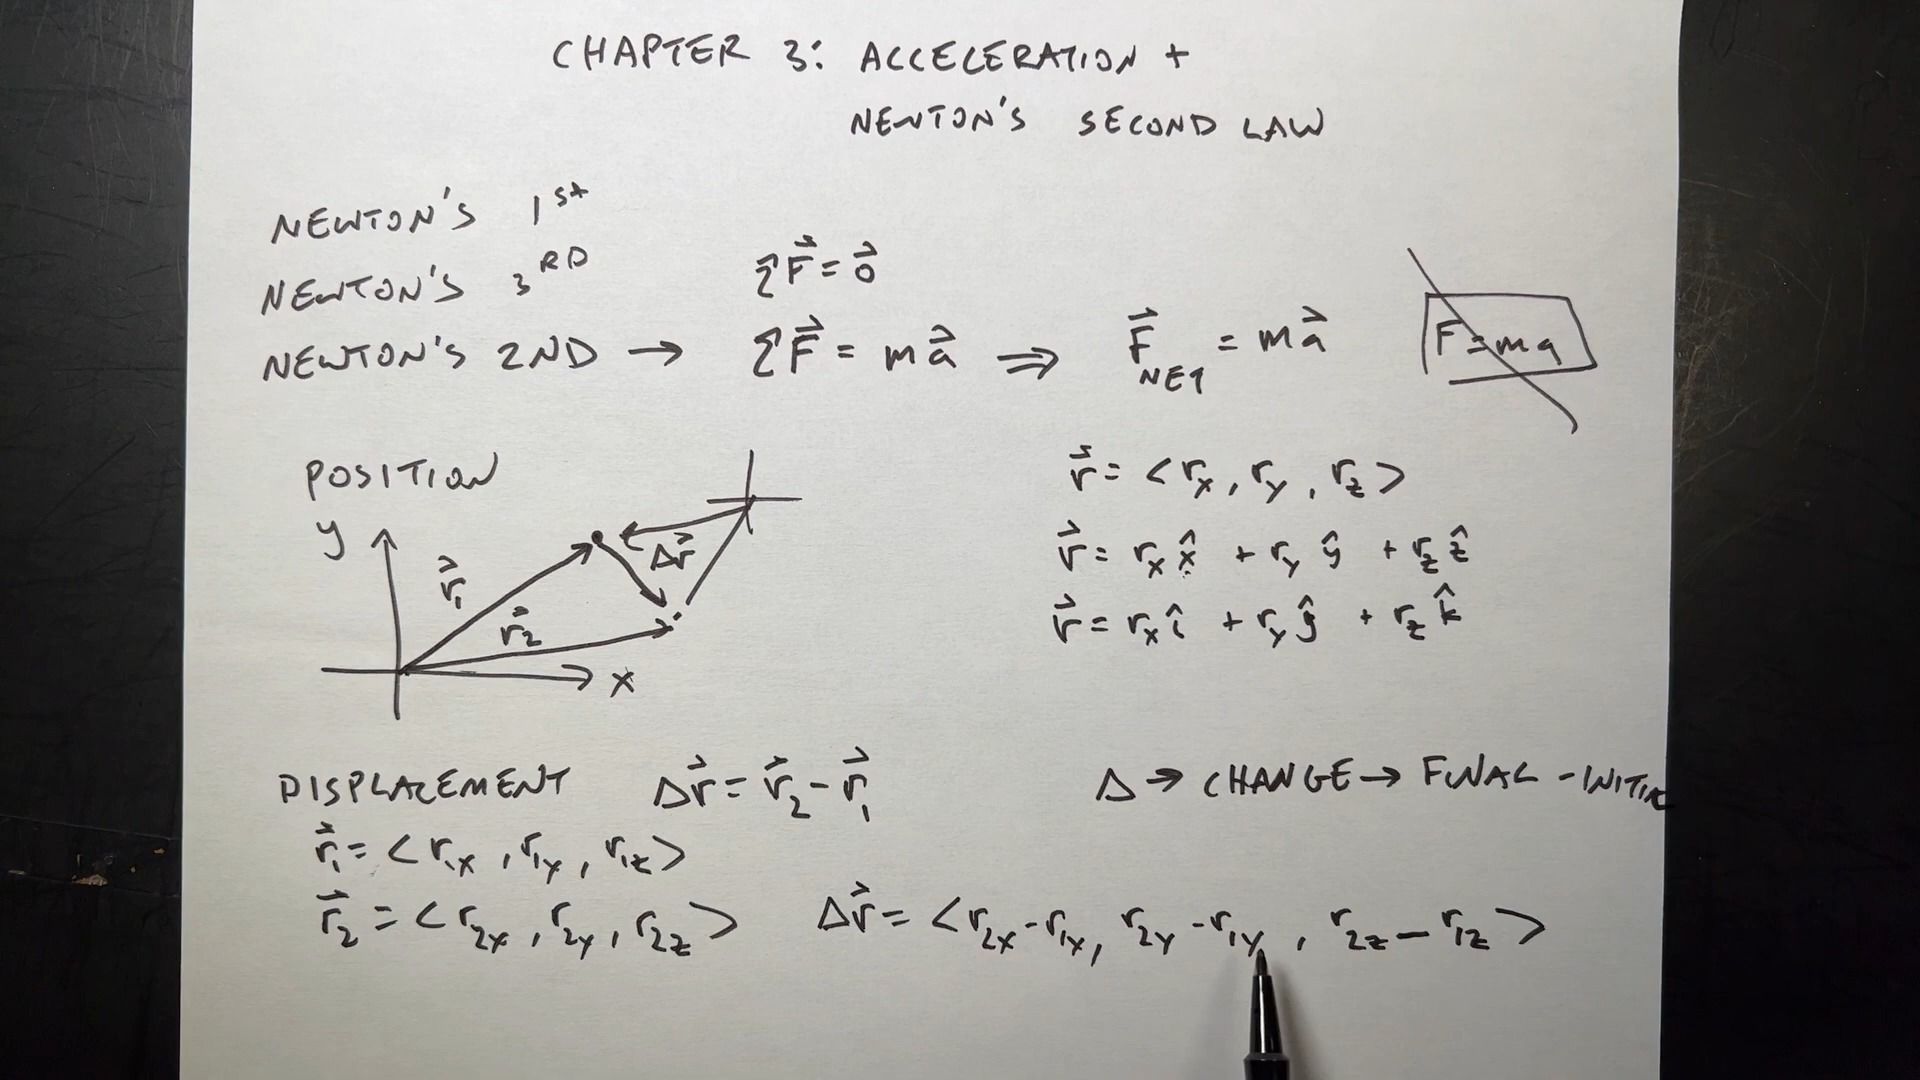 CHAPTER 3: ACCELERATION +
NEWTON'S SECOND LAW
NEWTON'S 1ST
NEWTON'S 3RD
ΣF⃗ = 0⃗
NEWTON'S 2ND → ΣF⃗ = ma⃗ ⇒ F⃗NET = ma⃗
F = ma
POSITION
y
r⃗1
r⃗2
Δr⃗
x
r⃗ = <rx, ry, rz>
r⃗ = rx x̂ + ry ŷ + rz ẑ
r⃗ = rx î + ry ĵ + rz k̂
DISPLACEMENT Δr⃗ = r⃗2 - r⃗1
Δ → CHANGE → FINAL - INITIA
r⃗1 = <r1x, r1y, r1z>
r⃗2 = <r2x, r2y, r2z>
Δr⃗ = <r2x - r1x, r2y - r1y, r2z - r1z>